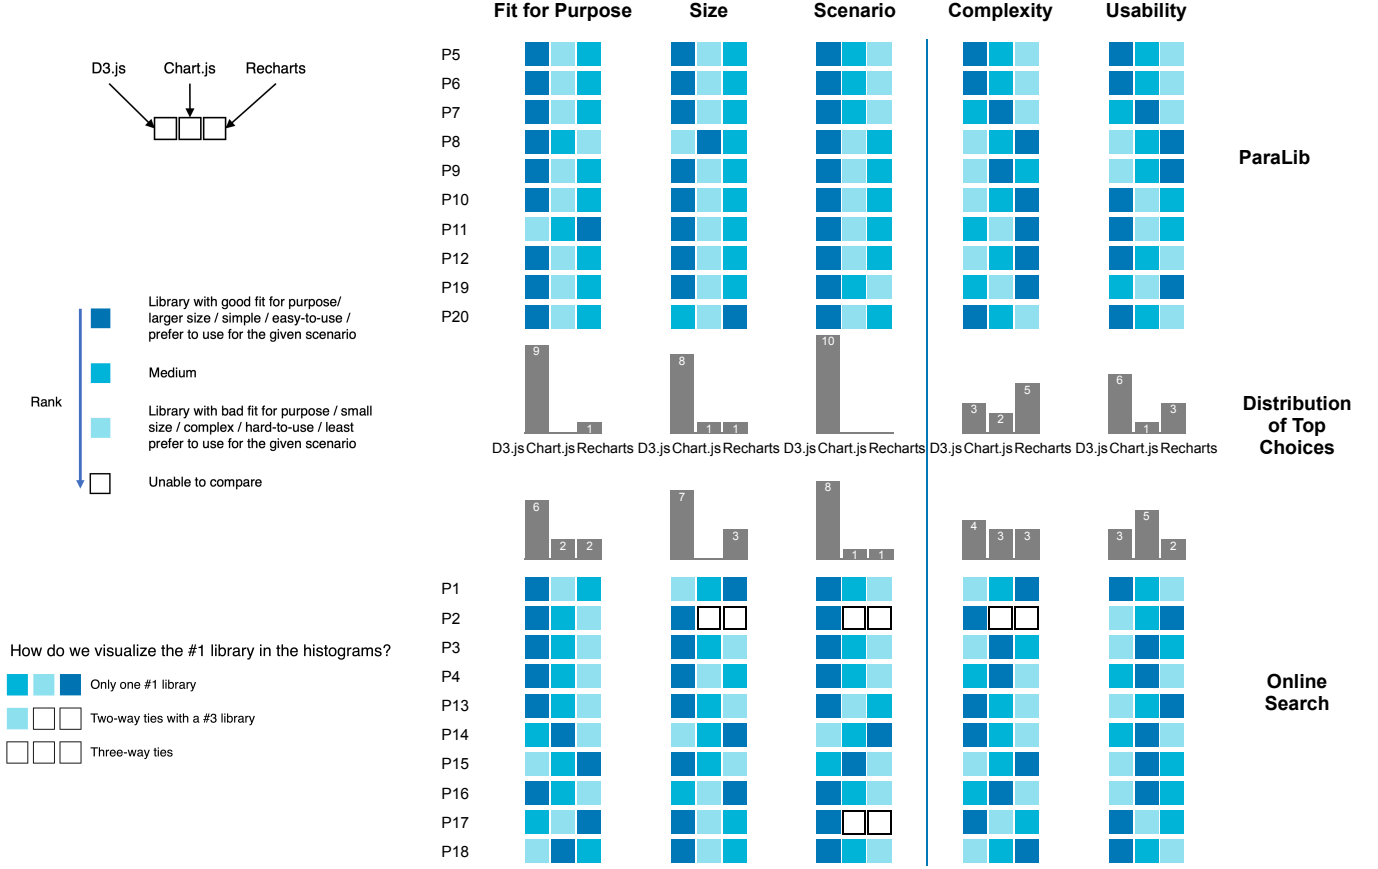 Fit for Purpose Size Scenario Complexity Usability
D3.js Chart.js Recharts
P5
P6
P7
P8
P9
P10
P11
P12
P19
P20
ParaLib
Library with good fit for purpose/
larger size / simple / easy-to-use /
prefer to use for the given scenario
Medium
Rank
Library with bad fit for purpose / small
size / complex / hard-to-use / least
prefer to use for the given scenario
Unable to compare
9 1 8 1 1 10 3 2 5 6 1 3
D3.js Chart.js Recharts D3.js Chart.js Recharts D3.js Chart.js Recharts D3.js Chart.js Recharts D3.js Chart.js Recharts
Distribution
of Top
Choices
6 2 2 7 3 8 1 1 4 3 3 3 5 2
P1
P2
P3
P4
P13
P14
P15
P16
P17
P18
Online
Search
How do we visualize the #1 library in the histograms?
Only one #1 library
Two-way ties with a #3 library
Three-way ties